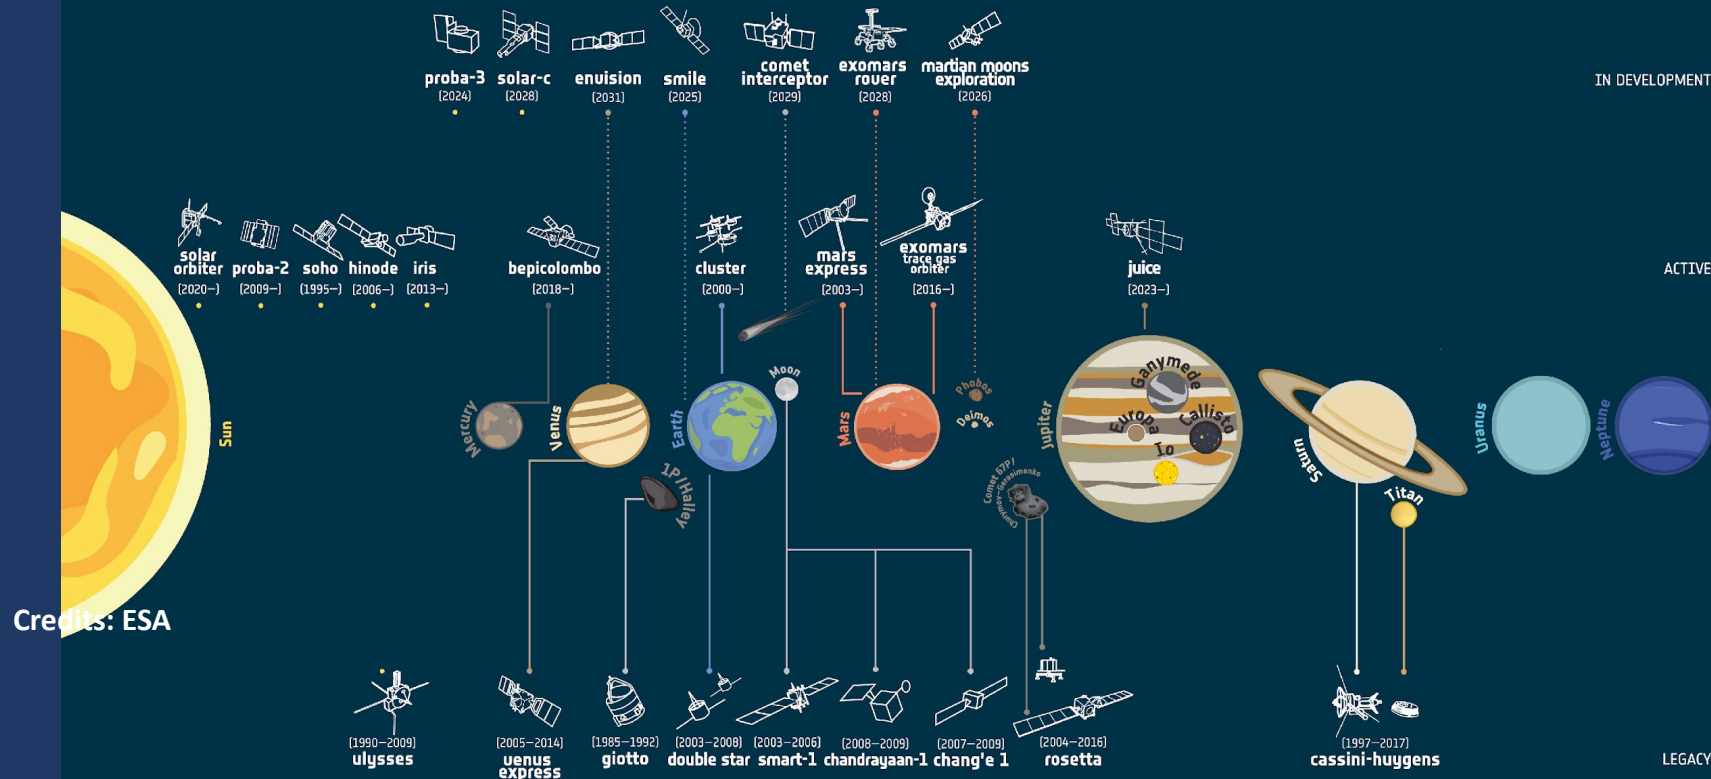 proba-3
(2024)
solar-c
(2028)
envision
(2031)
smile
(2025)
comet
interceptor
(2029)
exomars
rover
(2028)
martian moons
exploration
(2026)
IN DEVELOPMENT
solar
orbiter
(2020–)
proba-2
(2009–)
soho
(1995–)
hinode
(2006–)
iris
(2013–)
bepicolombo
(2018–)
cluster
(2000–)
mars
express
(2003–)
exomars
trace gas
orbiter
(2016–)
juice
(2023–)
ACTIVE
Sun
Mercury
Venus
1P/Halley
Earth
Moon
Mars
Phobos
Deimos
Comet 67P/
Churyumov-Gerasimenko
Jupiter
Ganymede
Europa
Callisto
Io
Saturn
Titan
Uranus
Neptune
Credits: ESA
(1990–2009)
ulysses
(2005–2014)
venus
express
(1985–1992)
giotto
(2003–2008)
double star
(2003–2006)
smart-1
(2008–2009)
chandrayaan-1
(2007–2009)
chang'e 1
(2004–2016)
rosetta
(1997–2017)
cassini-huygens
LEGACY